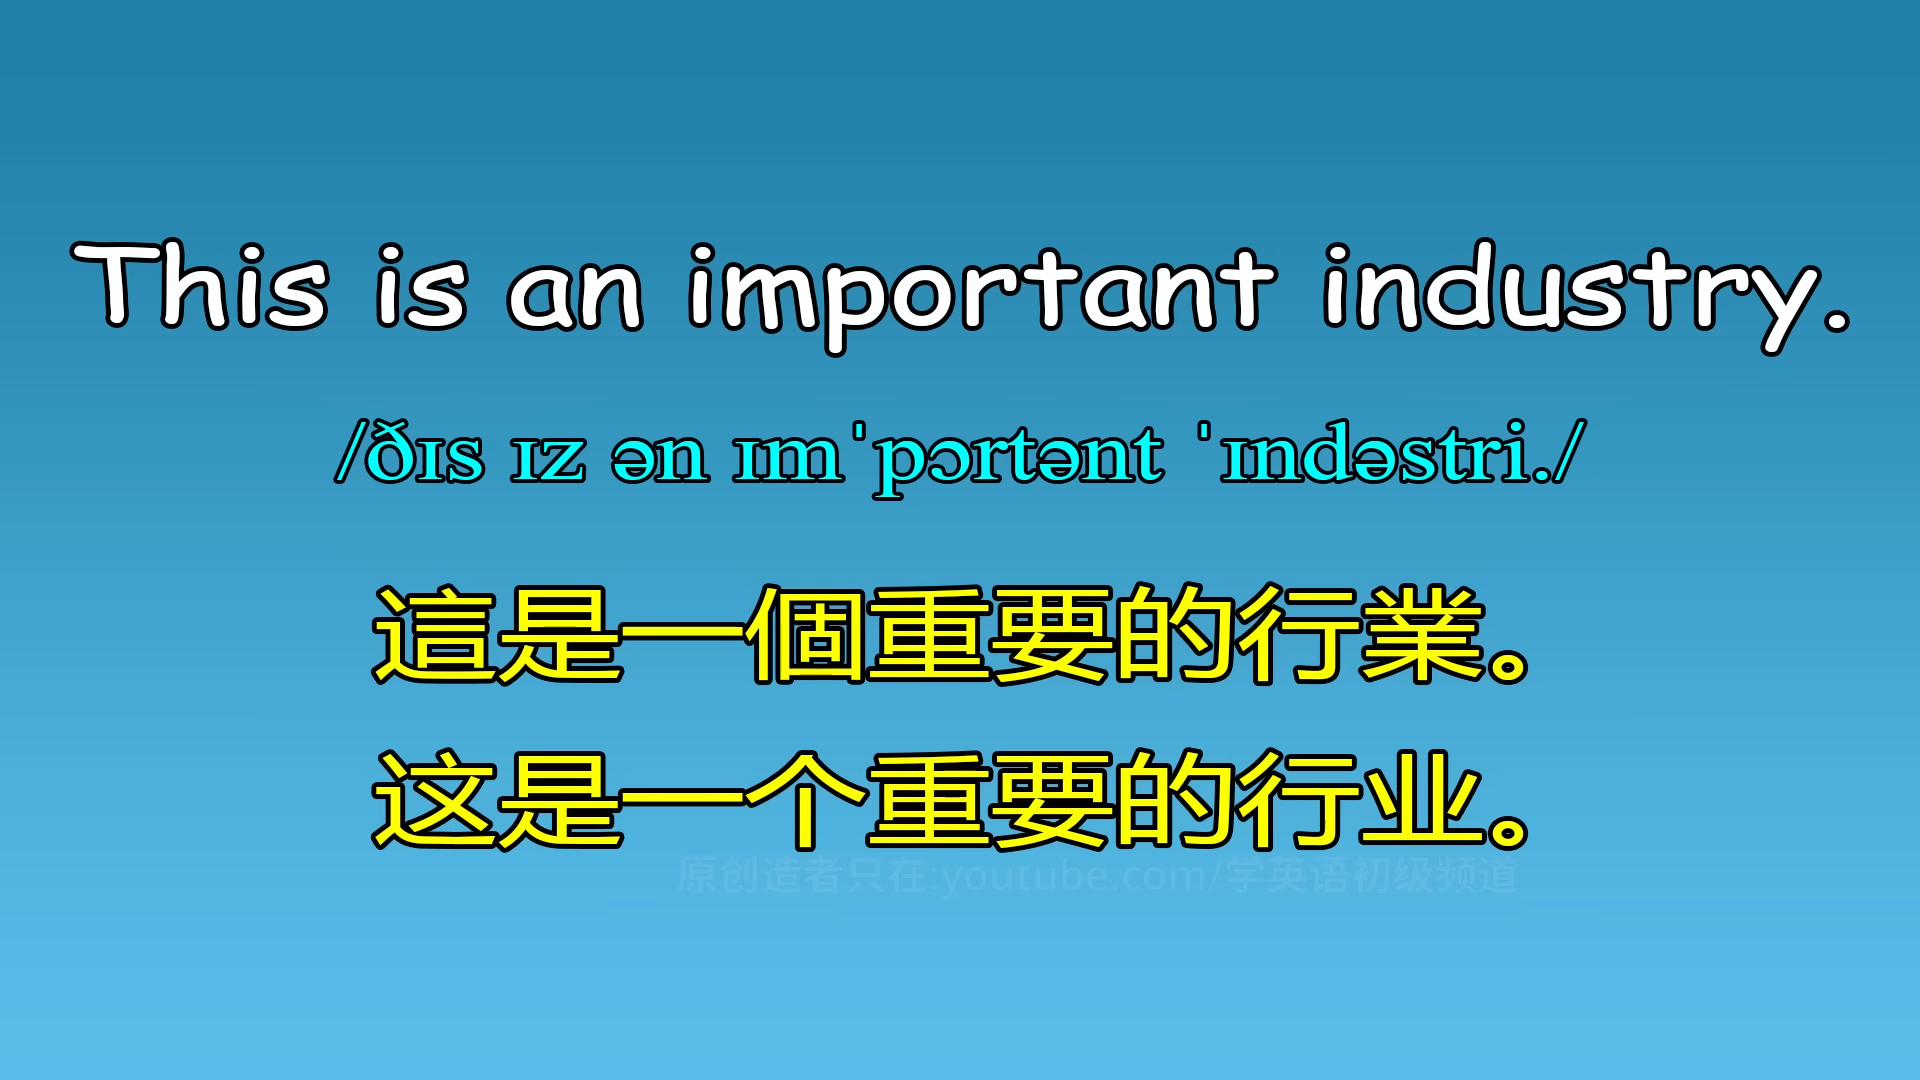 This is an important industry.
/ðɪs ɪz ən ɪmˈpɔrtənt ˈɪndəstri./
這是一個重要的行業。
这是一个重要的行业。
原创造者只在:youtube.com/学英语初级频道